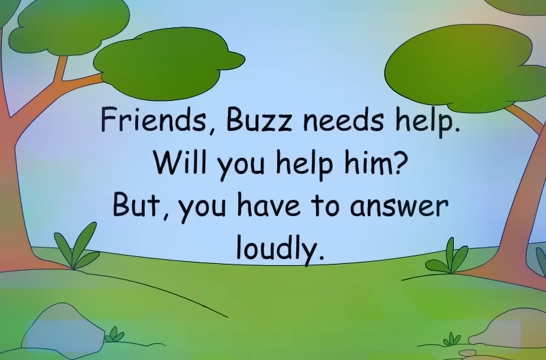 Friends, Buzz needs help.
Will you help him?
But, you have to answer
loudly.